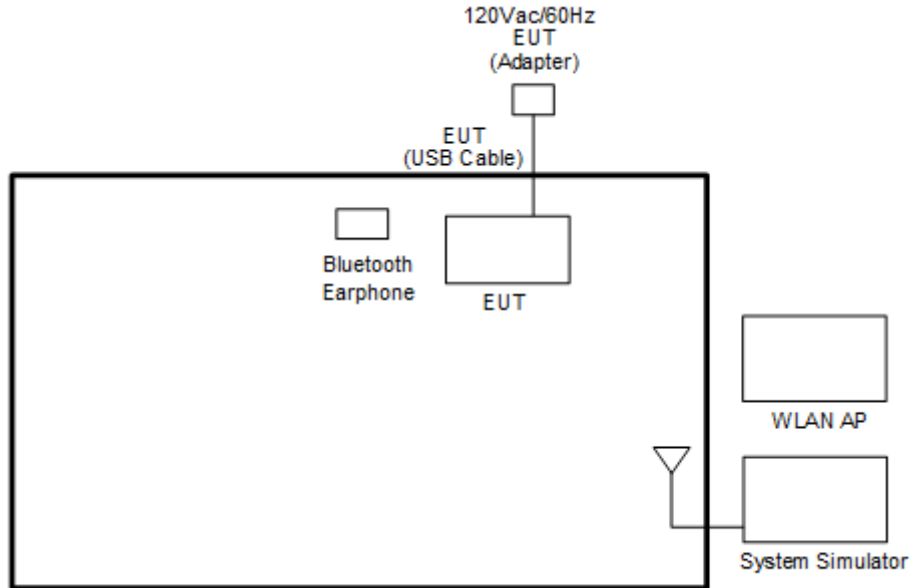 120Vac/60Hz
EUT
(Adapter)
EUT
(USB Cable)
Bluetooth
Earphone
EUT
WLAN AP
System Simulator